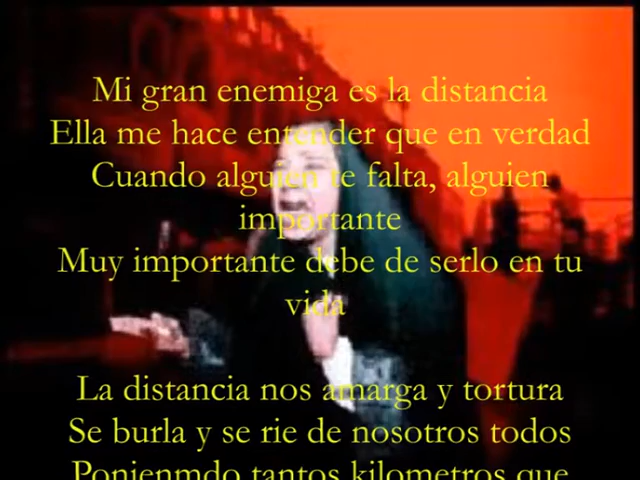 Mi gran enemiga es la distancia
Ella me hace entender que en verdad
Cuando alguien te falta, alguien
importante
Muy importante debe de serlo en tu
vida
La distancia nos amarga y tortura
Se burla y se rie de nosotros todos
Ponienmdo tantos kilometros que